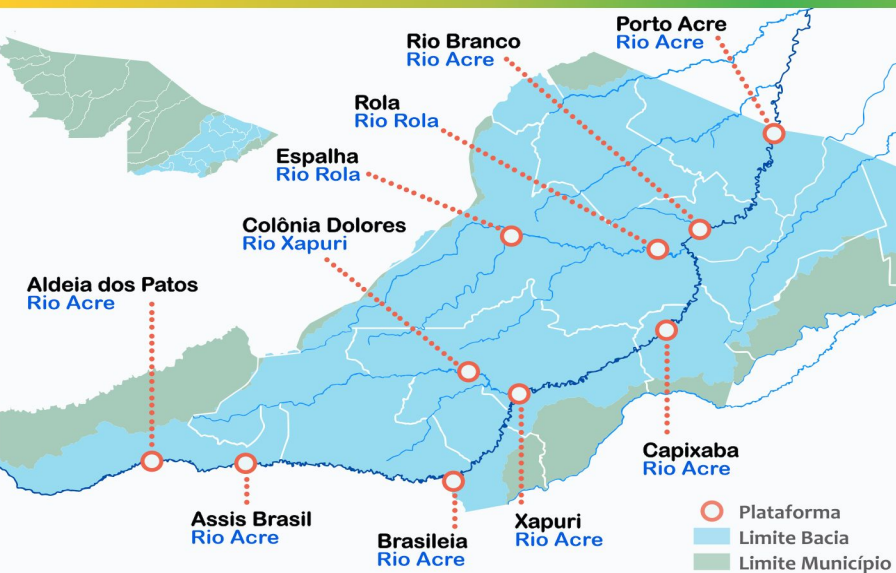 Porto Acre
Rio Acre
Rio Branco
Rio Acre
Rola
Rio Rola
Espalha
Rio Rola
Colônia Dolores
Rio Xapuri
Aldeia dos Patos
Rio Acre
Capixaba
Rio Acre
Assis Brasil
Rio Acre
Xapuri
Rio Acre
Brasileia
Rio Acre
Plataforma
Limite Bacia
Limite Município